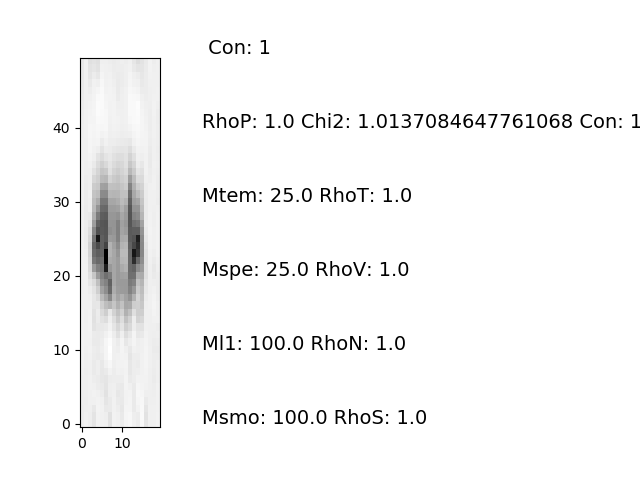 Con: 1
RhoP: 1.0 Chi2: 1.0137084647761068 Con: 1
Mtem: 25.0 RhoT: 1.0
Mspe: 25.0 RhoV: 1.0
Ml1: 100.0 RhoN: 1.0
Msmo: 100.0 RhoS: 1.0
40
30
20
10
0
0 10